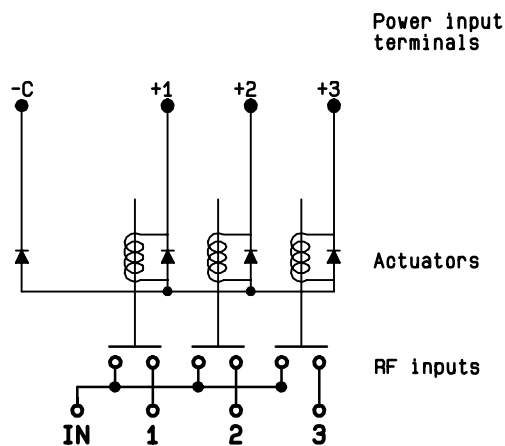 Power input
terminals
-C +1 +2 +3
Actuators
RF inputs
IN 1 2 3